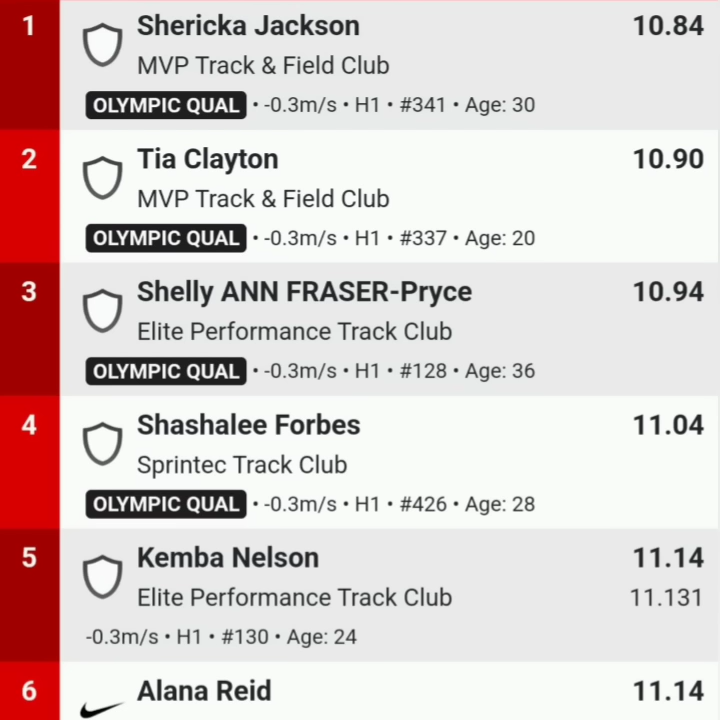 1
Shericka Jackson 10.84
MVP Track & Field Club
OLYMPIC QUAL • -0.3m/s • H1 • #341 • Age: 30
2
Tia Clayton 10.90
MVP Track & Field Club
OLYMPIC QUAL • -0.3m/s • H1 • #337 • Age: 20
3
Shelly ANN FRASER-Pryce 10.94
Elite Performance Track Club
OLYMPIC QUAL • -0.3m/s • H1 • #128 • Age: 36
4
Shashalee Forbes 11.04
Sprintec Track Club
OLYMPIC QUAL • -0.3m/s • H1 • #426 • Age: 28
5
Kemba Nelson 11.14
Elite Performance Track Club 11.131
-0.3m/s • H1 • #130 • Age: 24
6
Alana Reid 11.14